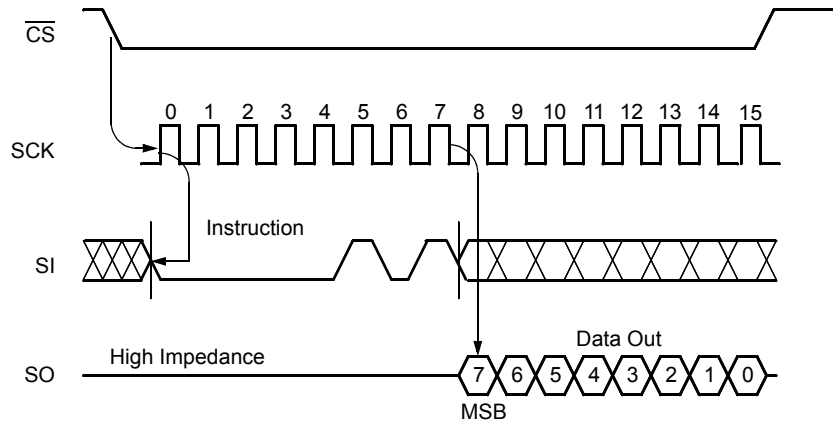 CS
0 1 2 3 4 5 6 7 8 9 10 11 12 13 14 15
SCK
Instruction
SI
High Impedance
Data Out
SO
7 6 5 4 3 2 1 0
MSB